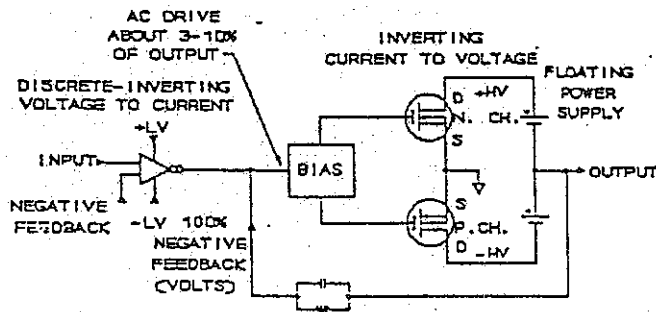 AC DRIVE
ABOUT 3-10%
OF OUTPUT
INVERTING
CURRENT TO VOLTAGE
DISCRETE-INVERTING
VOLTAGE TO CURRENT
+LV
D
+HV
N. CH.
S
FLOATING
POWER
SUPPLY
INPUT
BIAS
OUTPUT
NEGATIVE
FEEDBACK
-LV
100%
NEGATIVE
FEEDBACK
(VOLTS)
S
P. CH.
D
-HV